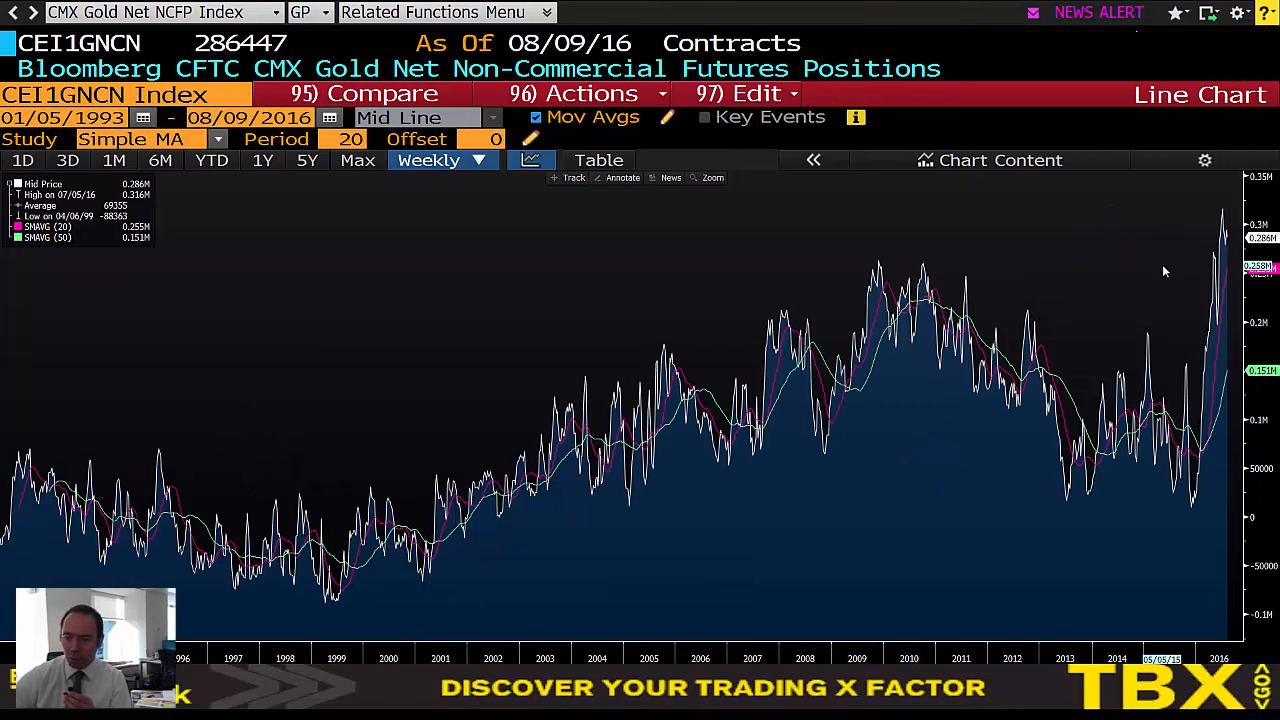 CMX Gold Net NCFP Index GP Related Functions Menu NEWS ALERT ?
CEI1GNCN 286447 As Of 08/09/16 Contracts
Bloomberg CFTC CMX Gold Net Non-Commercial Futures Positions
CEI1GNCN Index 95) Compare 96) Actions 97) Edit Line Chart
01/05/1993 - 08/09/2016 Mid Line Mov Avgs Key Events i
Study Simple MA Period 20 Offset 0
1D 3D 1M 6M YTD 1Y 5Y Max Weekly ▼ Table « Chart Content
Track Annotate News Zoom
Mid Price 0.286M
High on 07/05/16 0.316M
Average 69355
Low on 04/06/99 -88363
SMAVG (20) 0.255M
SMAVG (50) 0.151M
0.35M
0.3M
0.286M
0.258M
0.2M
0.151M
0.1M
50000
0
-50000
-0.1M
1997 1998 1999 2000 2001 2002 2003 2004 2005 2006 2007 2008 2009 2010 2011 2012 2013 2014 05/05/15 2016
DISCOVER YOUR TRADING X FACTOR
TBX
<GO>